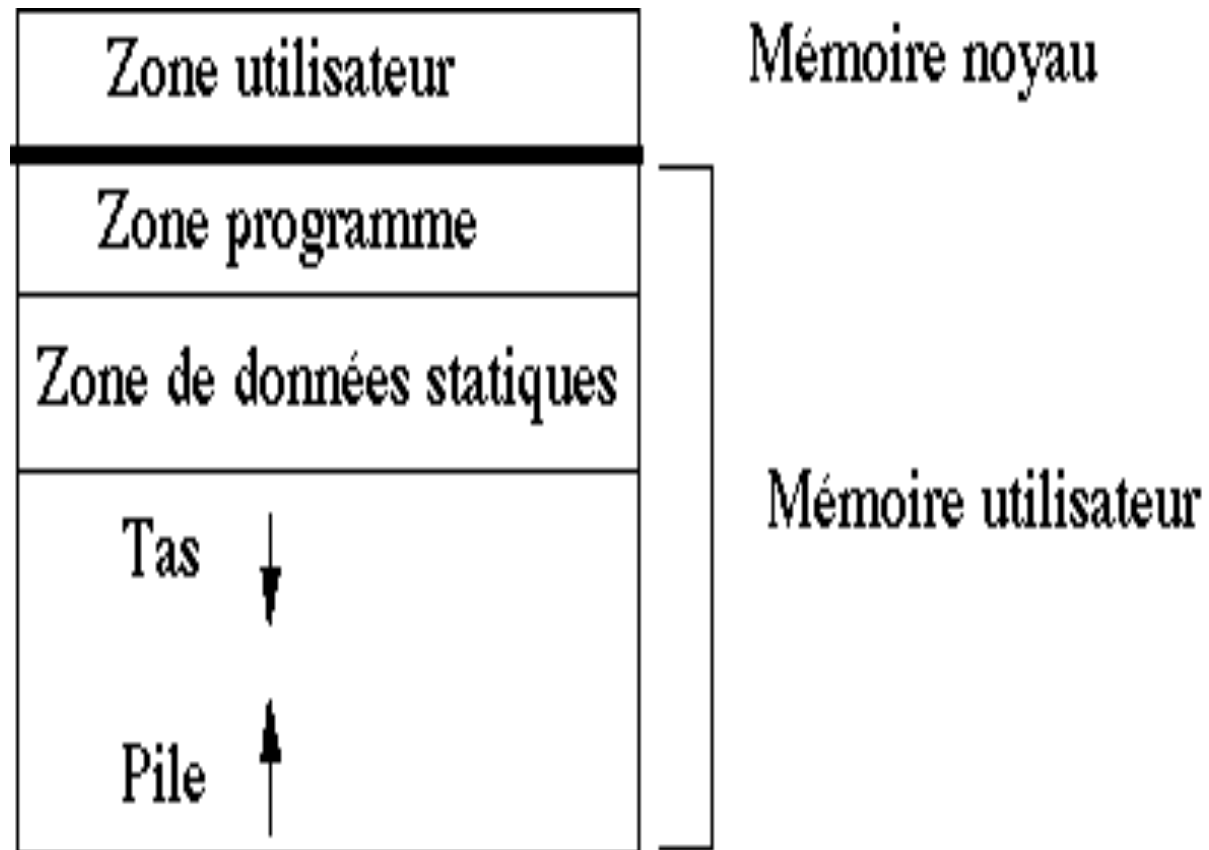 Zone utilisateur
Mémoire noyau
Zone programme
Zone de données statiques
Mémoire utilisateur
Tas
Pile